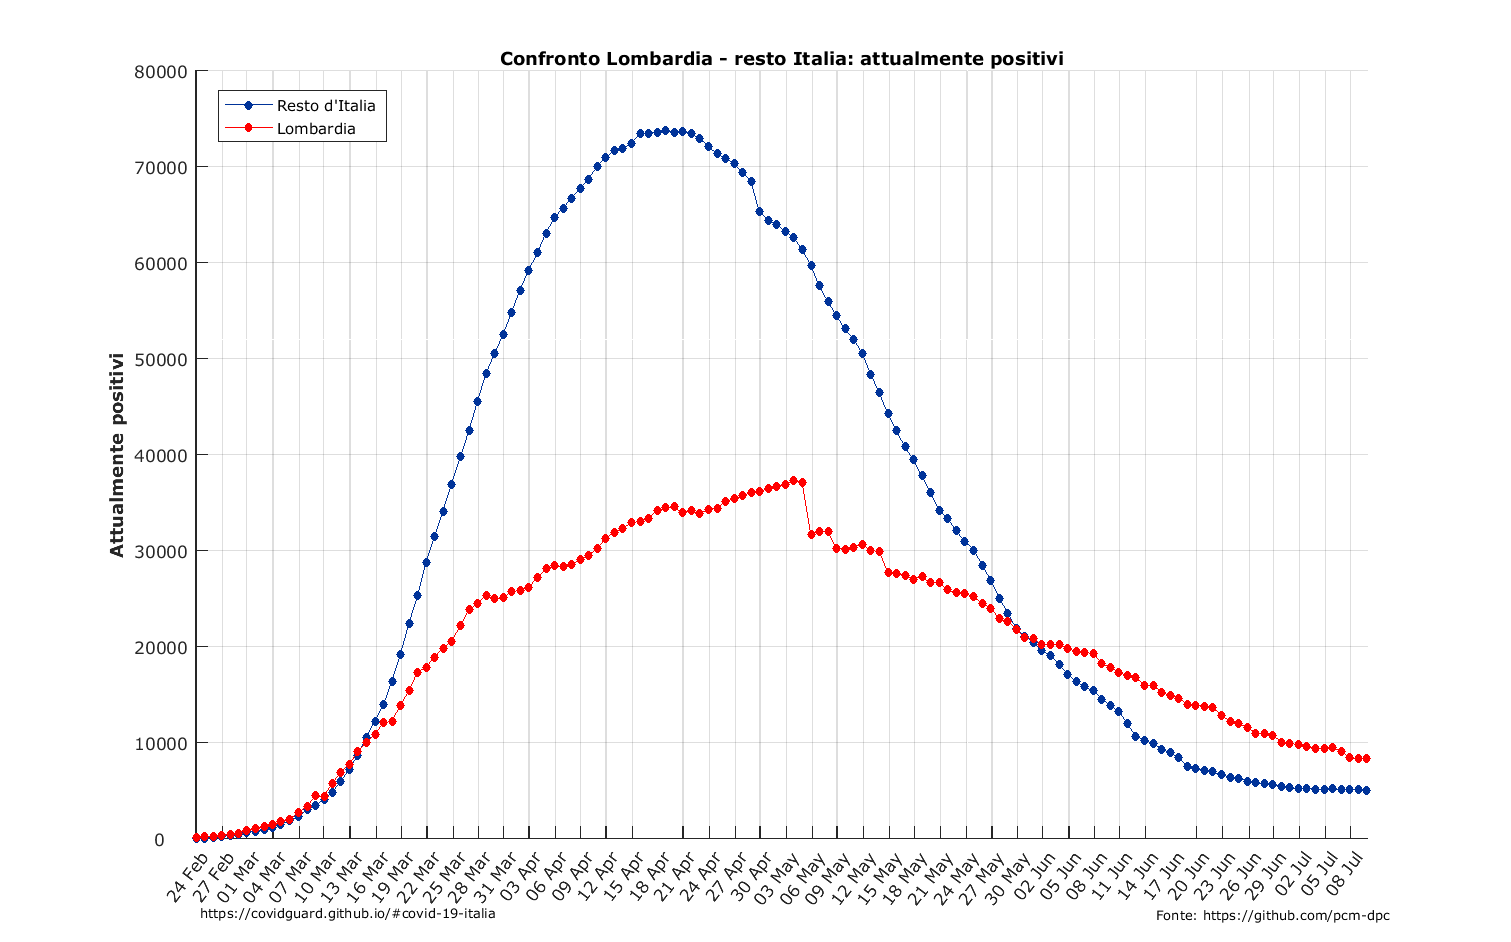 Confronto Lombardia - resto Italia: attualmente positivi
80000
70000
60000
50000
40000
30000
20000
10000
0
Attualmente positivi
Resto d'Italia
Lombardia
24 Feb
27 Feb
01 Mar
04 Mar
07 Mar
10 Mar
13 Mar
16 Mar
19 Mar
22 Mar
25 Mar
28 Mar
31 Mar
03 Apr
06 Apr
09 Apr
12 Apr
15 Apr
18 Apr
21 Apr
24 Apr
27 Apr
30 Apr
03 May
06 May
09 May
12 May
15 May
18 May
21 May
24 May
27 May
30 May
02 Jun
05 Jun
08 Jun
11 Jun
14 Jun
17 Jun
20 Jun
23 Jun
26 Jun
29 Jun
02 Jul
05 Jul
08 Jul
https://covidguard.github.io/#covid-19-italia
Fonte: https://github.com/pcm-dpc